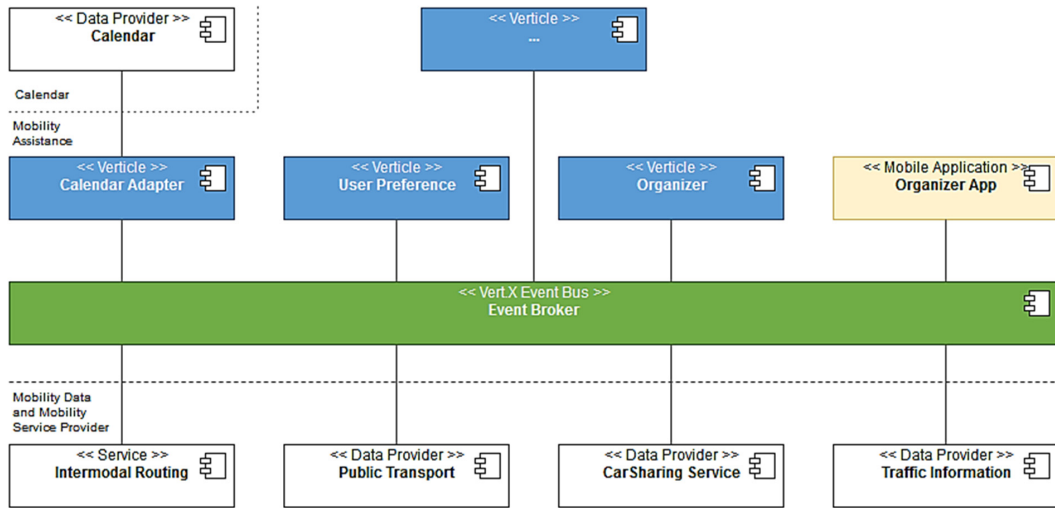 << Data Provider >>
Calendar
<< Verticle >>
...
Calendar
Mobility
Assistance
<< Verticle >>
Calendar Adapter
<< Verticle >>
User Preference
<< Verticle >>
Organizer
<< Mobile Application >>
Organizer App
<< Vert.X Event Bus >>
Event Broker
Mobility Data
and Mobility
Service Provider
<< Service >>
Intermodal Routing
<< Data Provider >>
Public Transport
<< Data Provider >>
CarSharing Service
<< Data Provider >>
Traffic Information